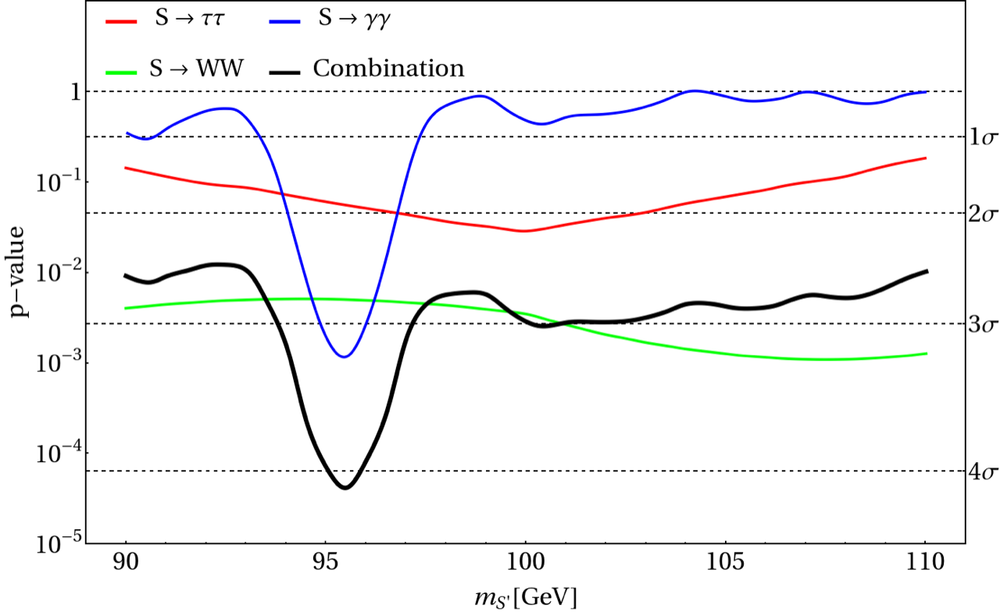 S → ττ S → γγ
S → WW Combination
1
1σ
10⁻¹
2σ
10⁻²
3σ
10⁻³
10⁻⁴
4σ
10⁻⁵
p−value
90 95 100 105 110
m_S' [GeV]